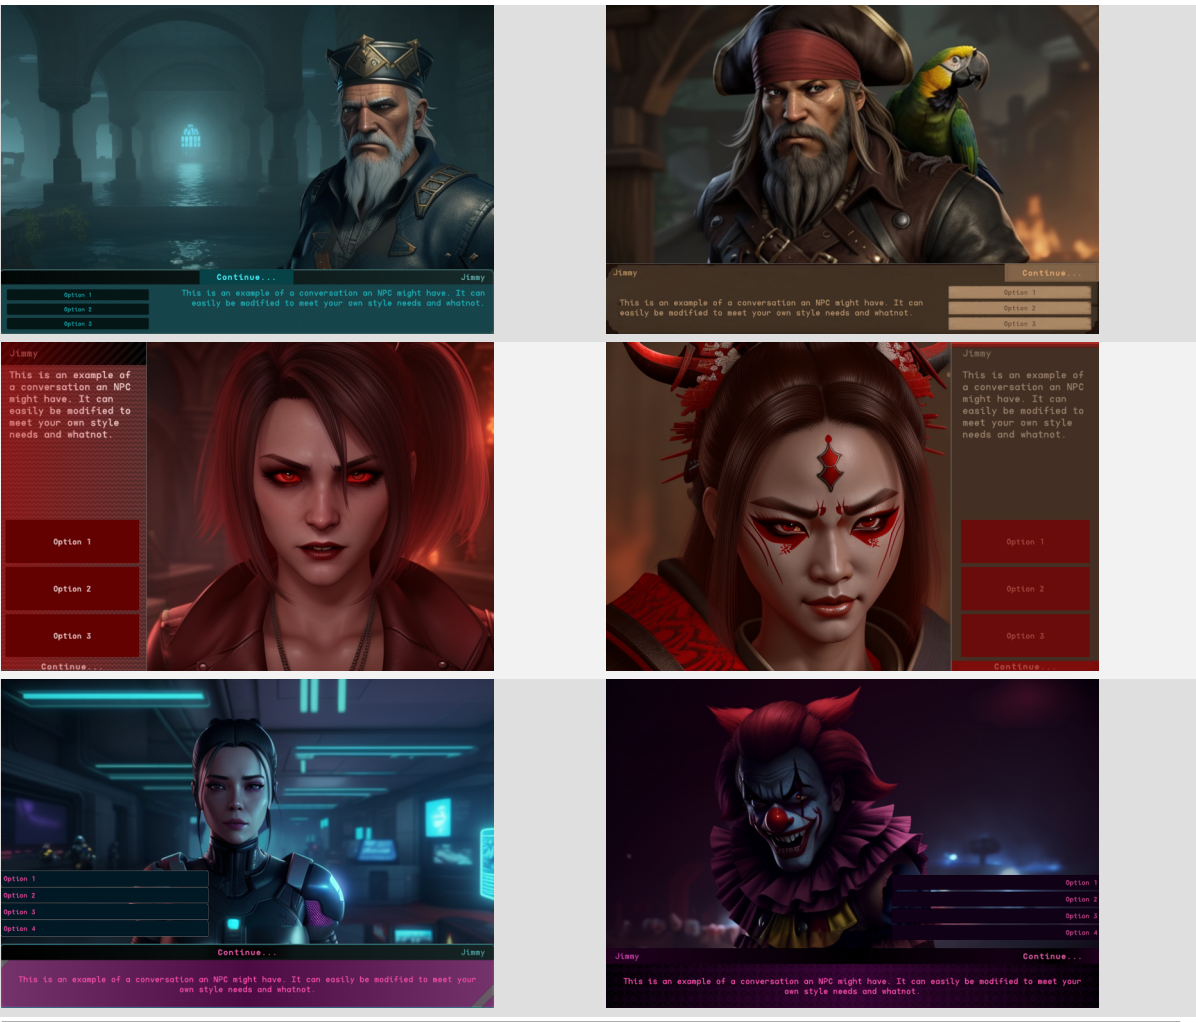 Continue...
Jimmy
Option 1
Option 2
Option 3
This is an example of a conversation an NPC might have. It can
easily be modified to meet your own style needs and whatnot.
Jimmy
Continue...
This is an example of a conversation an NPC might have. It can
easily be modified to meet your own style needs and whatnot.
Option 1
Option 2
Option 3
Jimmy
This is an example of
a conversation an NPC
might have. It can
easily be modified to
meet your own style
needs and whatnot.
Option 1
Option 2
Option 3
Continue...
Jimmy
This is an example of
a conversation an NPC
might have. It can
easily be modified to
meet your own style
needs and whatnot.
Option 1
Option 2
Option 3
Continue...
Option 1
Option 2
Option 3
Option 4
Continue...
Jimmy
This is an example of a conversation an NPC might have. It can easily be modified to meet your
own style needs and whatnot.
Option 1
Option 2
Option 3
Option 4
Jimmy
Continue...
This is an example of a conversation an NPC might have. It can easily be modified to meet your
own style needs and whatnot.